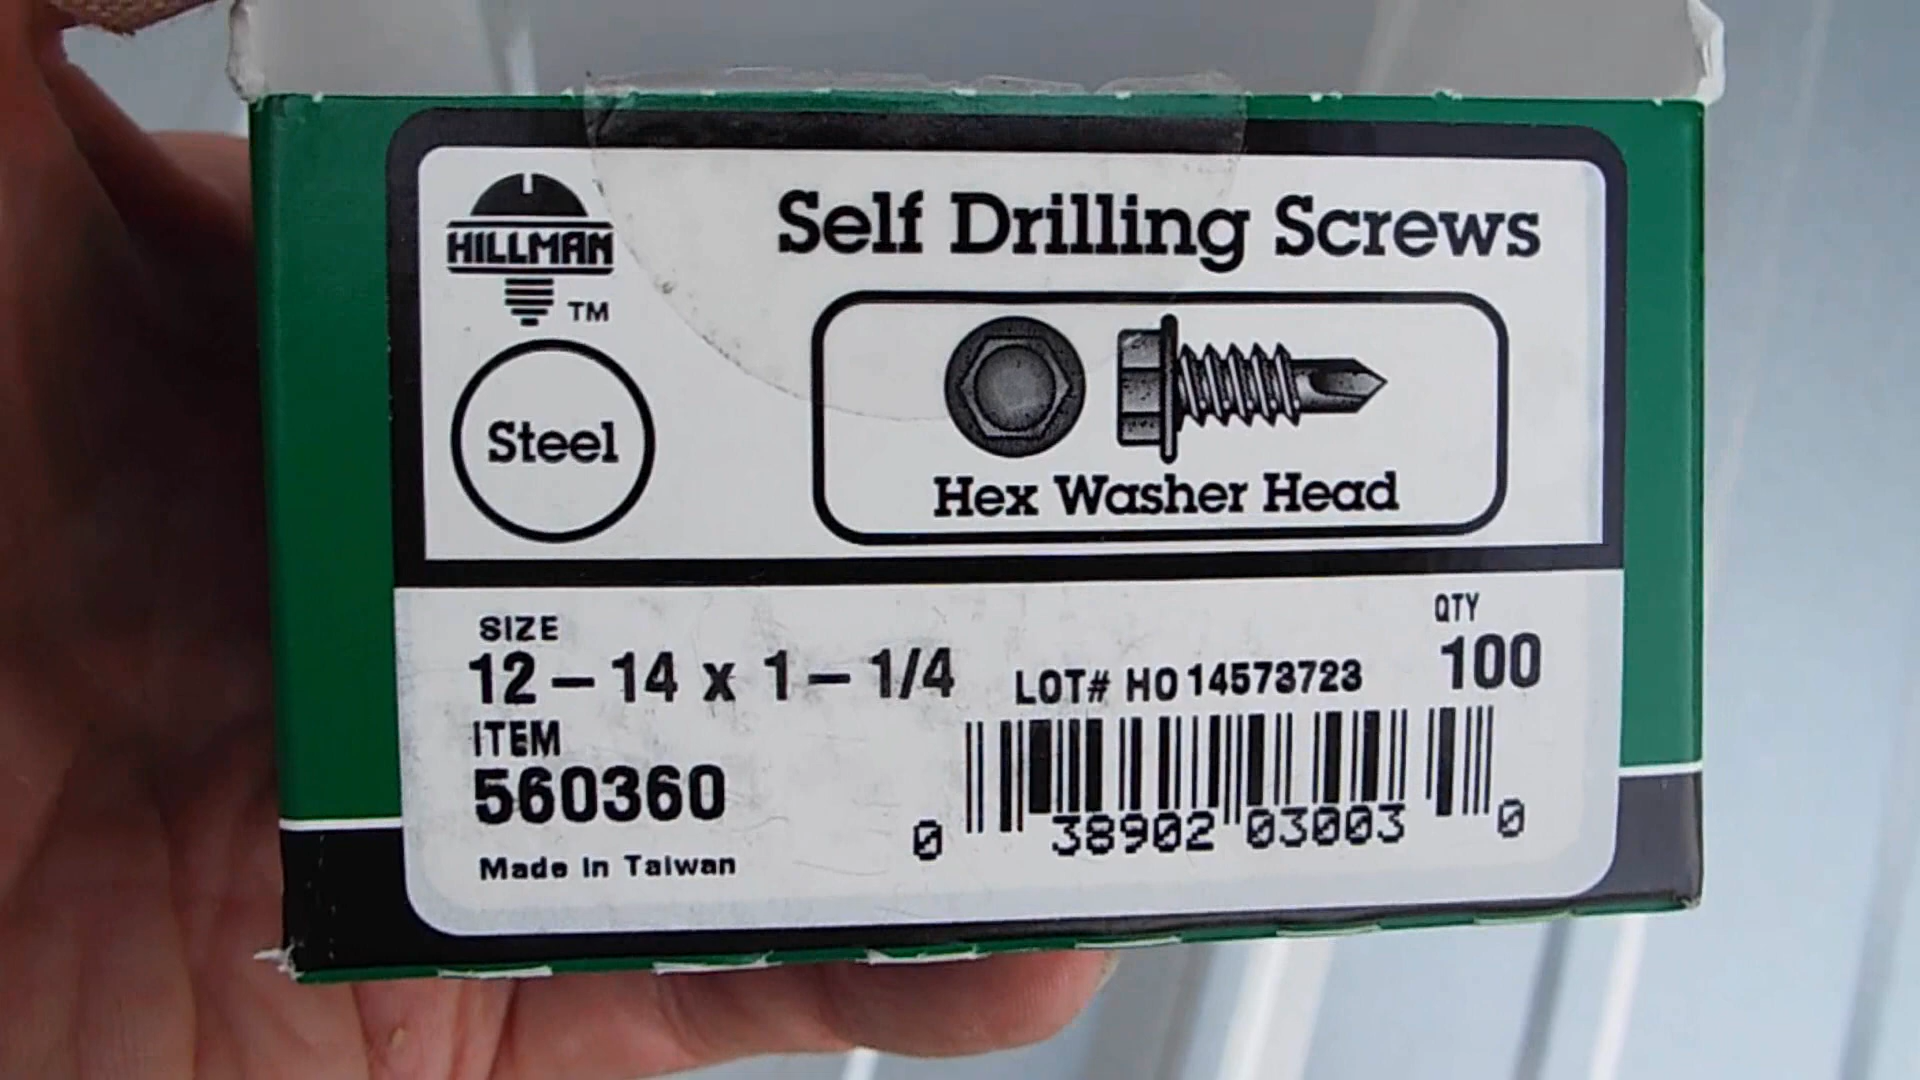 HILLMAN
TM
Self Drilling Screws
Steel
Hex Washer Head
SIZE
12 – 14 x 1 – 1/4
LOT# HO 14573723
QTY
100
ITEM
560360
Made In Taiwan
0 38902 03003 0